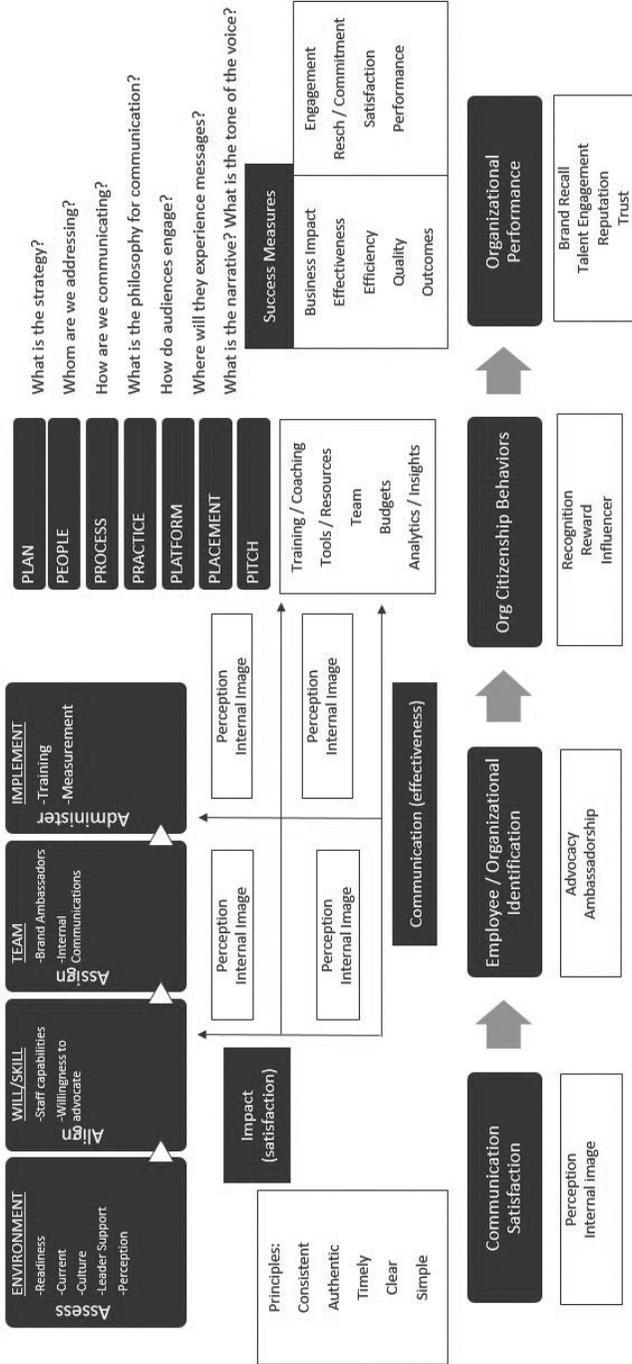 ENVIRONMENT
-Readiness
-Current
-Culture
-Leader Support
-Perception
Assess
WILL/SKILL
-Staff capabilities
-Willingness to
advocate
Align
TEAM
-Brand Ambassadors
-Internal
Communications
Assign
IMPLEMENT
-Training
-Measurement
Administer
PLAN
What is the strategy?
PEOPLE
Whom are we addressing?
PROCESS
How are we communicating?
PRACTICE
What is the philosophy for communication?
PLATFORM
How do audiences engage?
PLACEMENT
Where will they experience messages?
PITCH
What is the narrative? What is the tone of the voice?
Principles:
Consistent
Authentic
Timely
Clear
Simple
Impact
(satisfaction)
Perception
Internal Image
Perception
Internal Image
Perception
Internal Image
Perception
Internal Image
Communication (effectiveness)
Training / Coaching
Tools / Resources
Team
Budgets
Analytics / Insights
Success Measures
Business Impact
Effectiveness
Efficiency
Quality
Outcomes
Engagement
Resch / Commitment
Satisfaction
Performance
Communication
Satisfaction
Perception
Internal image
Employee / Organizational
Identification
Advocacy
Ambassadorship
Org Citizenship Behaviors
Recognition
Reward
Influencer
Organizational
Performance
Brand Recall
Talent Engagement
Reputation
Trust